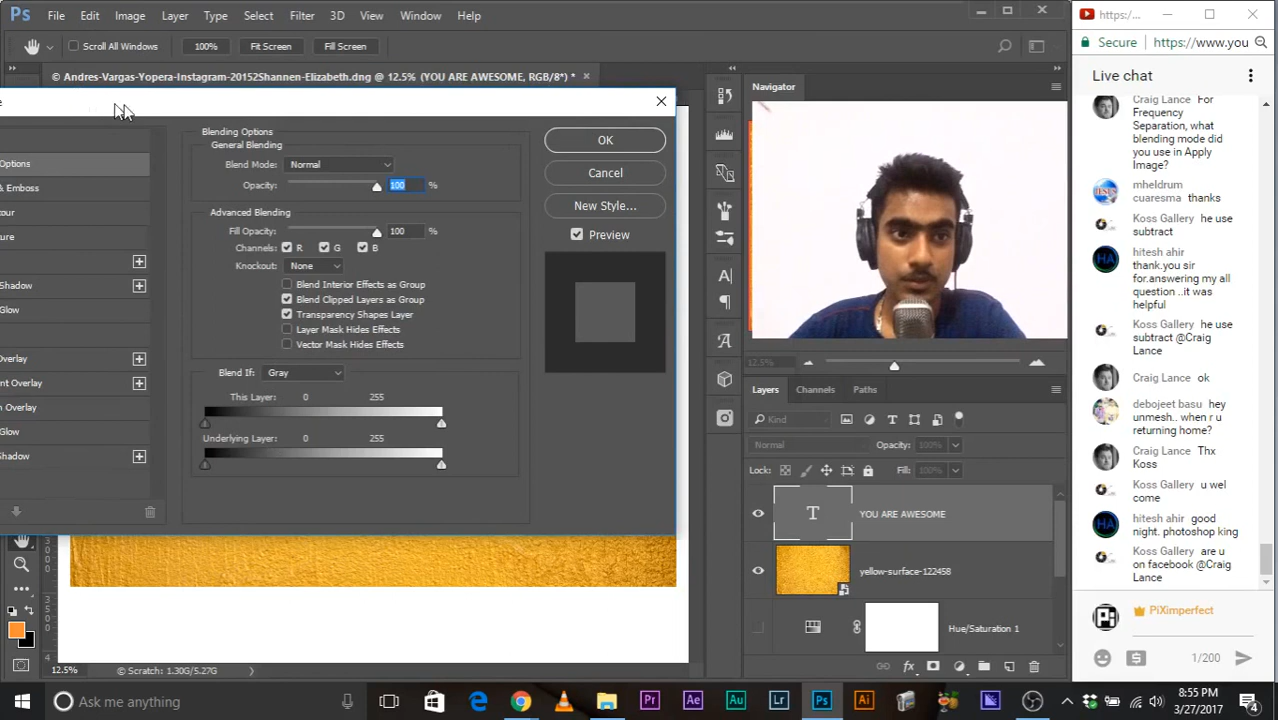 Ps File Edit Image Layer Type Select Filter 3D View Window Help
Scroll All Windows 100% Fit Screen Fill Screen
© Andres-Vargas-Yopera-Instagram-20152Shannen-Elizabeth.dng @ 12.5% (YOU ARE AWESOME, RGB/8*) *
Options
& Emboss
Blending Options
General Blending
Blend Mode: Normal
Opacity: 100 %
Advanced Blending
Fill Opacity: 100 %
Channels: R G B
Knockout: None
Blend Interior Effects as Group
Blend Clipped Layers as Group
Transparency Shapes Layer
Layer Mask Hides Effects
Vector Mask Hides Effects
Blend If: Gray
This Layer: 0 255
Underlying Layer: 0 255
OK
Cancel
New Style...
Preview
Shadow
Glow
Overlay
Glow
Shadow
12.5% Scratch: 1.30G/5.27G
Navigator
12.5%
Layers Channels Paths
Kind
Normal Opacity: 100%
Lock: Fill: 100%
T YOU ARE AWESOME
yellow-surface-122458
Hue/Saturation 1
fx
https:/...
Secure https://www.you
Live chat
Craig Lance For
Frequency
Separation, what
blending mode did
you use in Apply
Image?
mheldrum
cuaresma thanks
Koss Gallery he use
subtract
hitesh ahir
thank.you sir
for.answering my all
question ..it was
helpful
Koss Gallery he use
subtract @Craig
Lance
Craig Lance ok
debojeet basu hey
unmesh.. when r u
returning home?
Craig Lance Thx
Koss
Koss Gallery u wel
come
hitesh ahir good
night. photoshop king
Koss Gallery are u
on facebook @Craig
Lance
PiXimperfect
1/200
Ask me anything
Pr Ae Au Lr Ps Ai
8:55 PM
3/27/2017
4